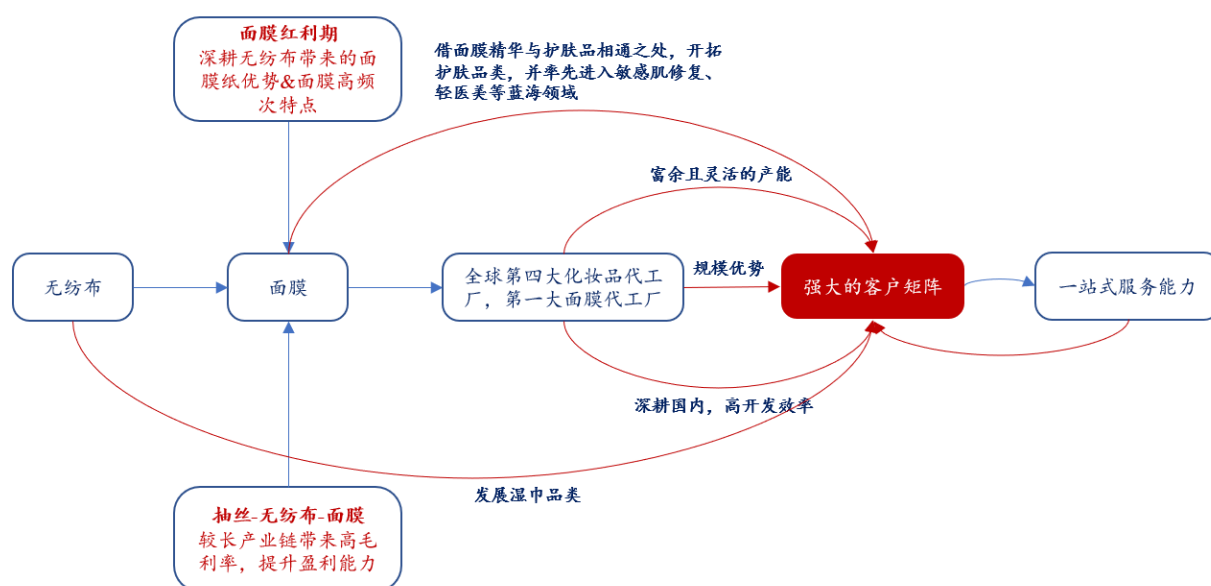 面膜红利期
深耕无纺布带来的面
膜纸优势&面膜高频
次特点
借面膜精华与护肤品相通之处，开拓
护肤品类，并率先进入敏感肌修复、
轻医美等蓝海领域
富余且灵活的产能
无纺布
面膜
全球第四大化妆品代工
厂，第一大面膜代工厂
规模优势
强大的客户矩阵
一站式服务能力
深耕国内，高开发效率
发展湿巾品类
抽丝-无纺布-面膜
较长产业链带来高毛
利率，提升盈利能力